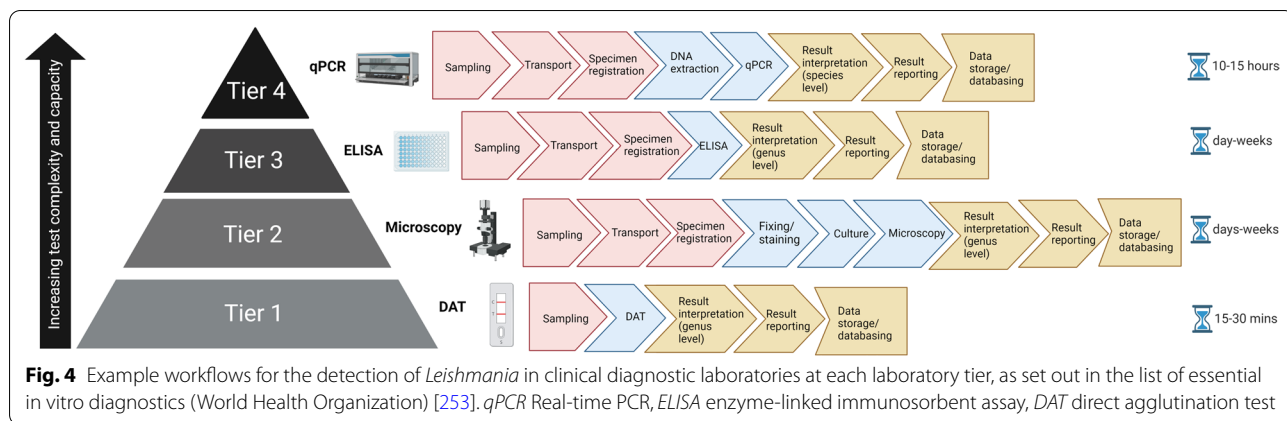 Increasing test complexity and capacity
Tier 4
qPCR
Sampling
Transport
Specimen
registration
DNA
extraction
qPCR
Result
interpretation
(species
level)
Result
reporting
Data
storage/
databasing
10-15 hours
Tier 3
ELISA
Sampling
Transport
Specimen
registration
ELISA
Result
interpretation
(genus
level)
Result
reporting
Data
storage/
databasing
day-weeks
Tier 2
Microscopy
Sampling
Transport
Specimen
registration
Fixing/
staining
Culture
Microscopy
Result
interpretation
(genus
level)
Result
reporting
Data
storage/
databasing
days-weeks
Tier 1
DAT
C
T
Sampling
DAT
Result
interpretation
(genus
level)
Result
reporting
Data
storage/
databasing
15-30 mins
Fig. 4 Example workflows for the detection of Leishmania in clinical diagnostic laboratories at each laboratory tier, as set out in the list of essential
in vitro diagnostics (World Health Organization) [253]. qPCR Real-time PCR, ELISA enzyme-linked immunosorbent assay, DAT direct agglutination test